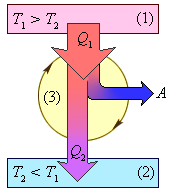 T₁ > T₂ (1)
Q₁
(3)
A
Q₂
T₂ < T₁ (2)